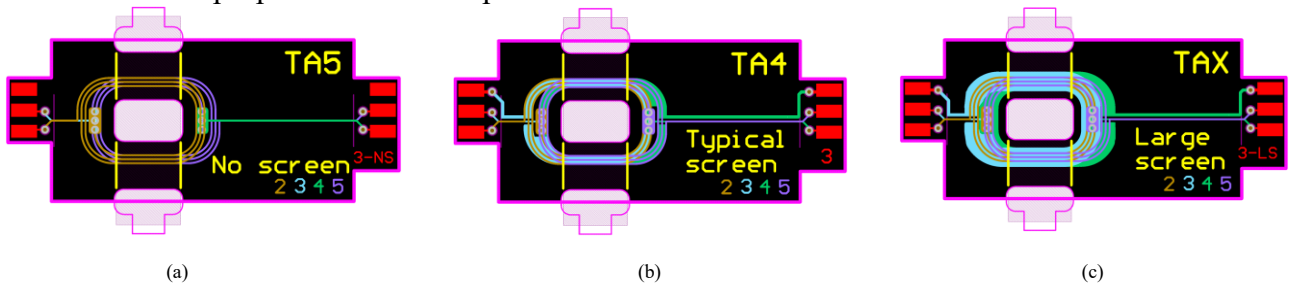 TA5
No screen
3-NS
2 3 4 5
TA4
Typical
screen
3
2 3 4 5
TAX
Large
screen
3-LS
2 3 4 5
(a)
(b)
(c)